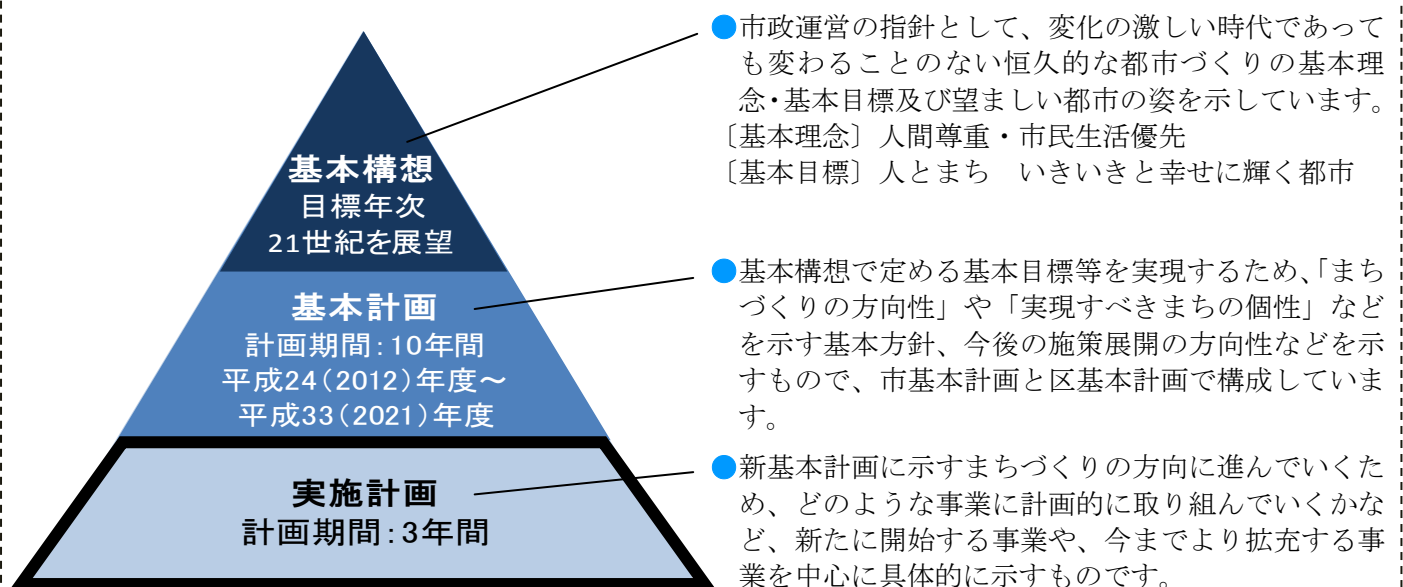 基本構想
目標年次
21世紀を展望
●市政運営の指針として、変化の激しい時代であって
も変わることのない恒久的な都市づくりの基本理
念・基本目標及び望ましい都市の姿を示しています。
〔基本理念〕人間尊重・市民生活優先
〔基本目標〕人とまち　いきいきと幸せに輝く都市
基本計画
計画期間：10年間
平成24（2012）年度～
平成33（2021）年度
●基本構想で定める基本目標等を実現するため、「まち
づくりの方向性」や「実現すべきまちの個性」など
を示す基本方針、今後の施策展開の方向性などを示
すもので、市基本計画と区基本計画で構成していま
す。
実施計画
計画期間：3年間
●新基本計画に示すまちづくりの方向に進んでいくた
め、どのような事業に計画的に取り組んでいくかな
ど、新たに開始する事業や、今までより拡充する事
業を中心に具体的に示すものです。